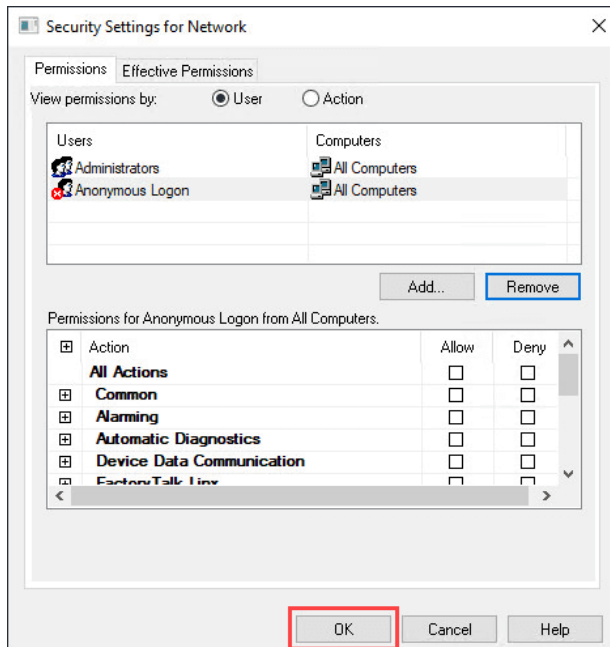 Security Settings for Network
Permissions Effective Permissions
View permissions by: User Action
Users Computers
Administrators All Computers
Anonymous Logon All Computers
Add... Remove
Permissions for Anonymous Logon from All Computers.
Action Allow Deny
All Actions
Common
Alarming
Automatic Diagnostics
Device Data Communication
FactoryTalk Linx
OK Cancel Help